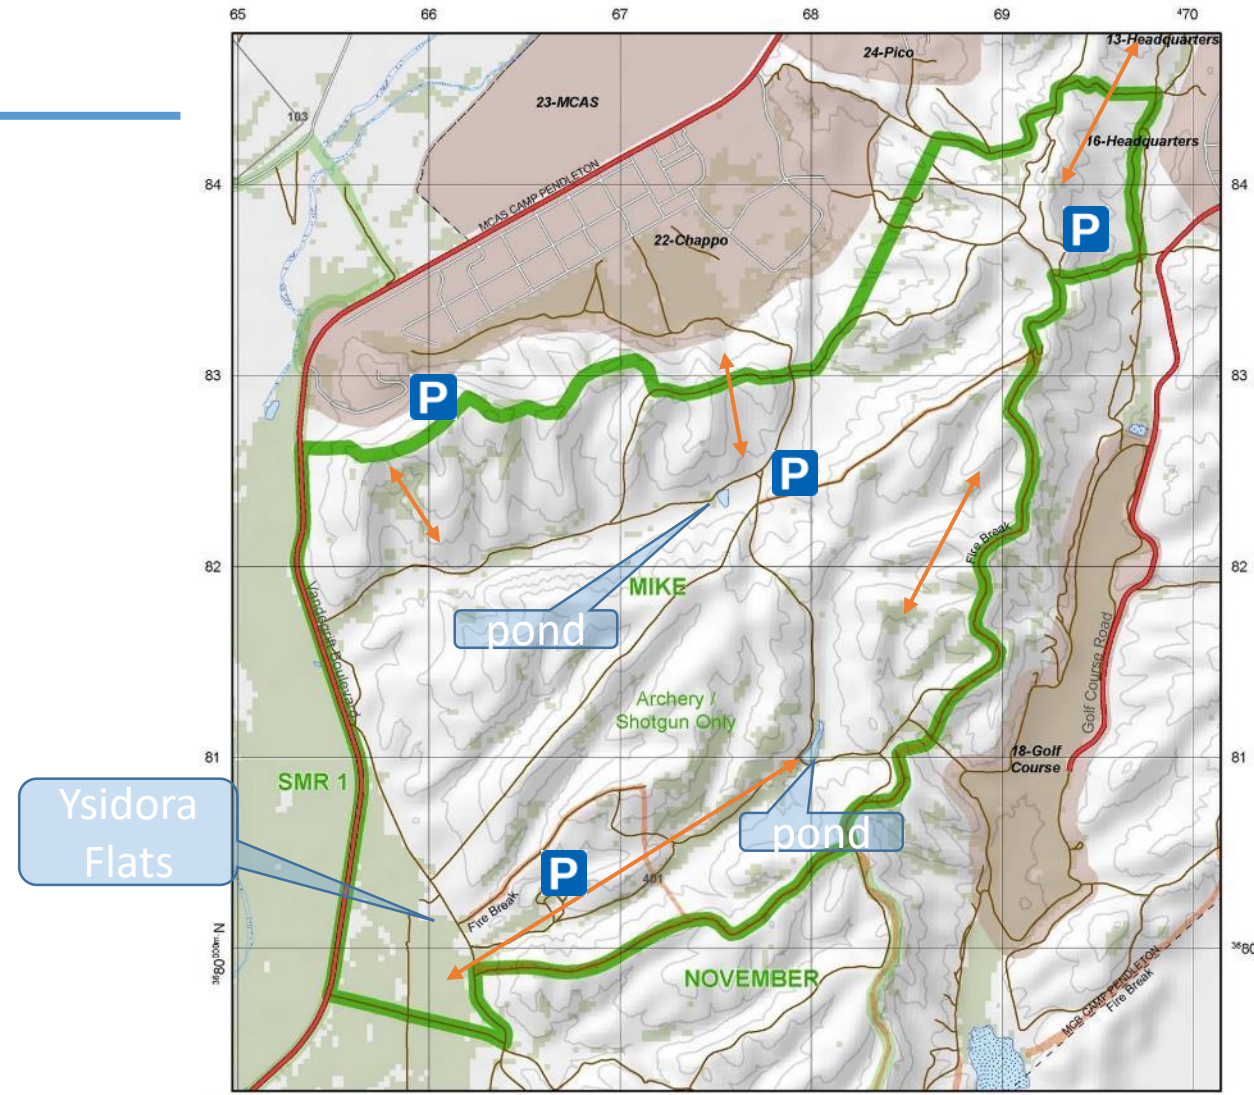 65 66 67 68 69 ⁴70
13-Headquarters
24-Pico
23-MCAS
103
16-Headquarters
MCAS CAMP PENDLETON
84 84
P
22-Chappo
83 83
P
P
Fire Break
82 82
MIKE
pond
Vandegrift Boulevard
Golf Course Road
Archery /
Shotgun Only
81 81
18-Golf
Course
SMR 1
Ysidora
Flats
pond
P
401
Fire Break
³⁶80⁰⁰⁰ᵐ·N ³⁶80
NOVEMBER
MCB CAMP PENDLETON
Fire Break